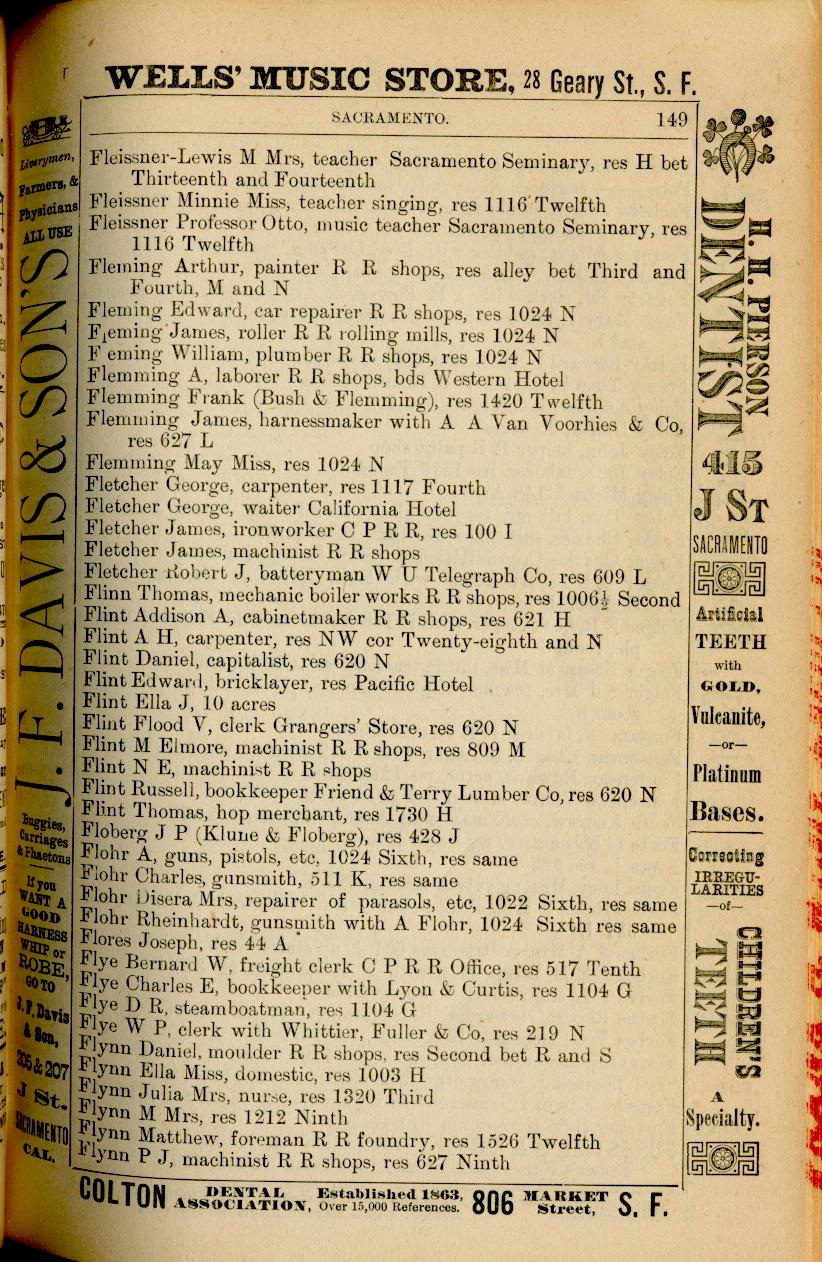 WELLS' MUSIC STORE, 28 Geary St., S. F.
SACRAMENTO. 149
Fleissner-Lewis M Mrs, teacher Sacramento Seminary, res H bet
Thirteenth and Fourteenth
Fleissner Minnie Miss, teacher singing, res 1116 Twelfth
Fleissner Professor Otto, music teacher Sacramento Seminary, res
1116 Twelfth
Fleming Arthur, painter R R shops, res alley bet Third and
Fourth, M and N
Fleming Edward, car repairer R R shops, res 1024 N
Fleming James, roller R R rolling mills, res 1024 N
F eming William, plumber R R shops, res 1024 N
Flemming A, laborer R R shops, bds Western Hotel
Flemming Frank (Bush & Flemming), res 1420 Twelfth
Flemming James, harnessmaker with A A Van Voorhies & Co,
res 627 L
Flemming May Miss, res 1024 N
Fletcher George, carpenter, res 1117 Fourth
Fletcher George, waiter California Hotel
Fletcher James, ironworker C P R R, res 100 I
Fletcher James, machinist R R shops
Fletcher Robert J, batteryman W U Telegraph Co, res 609 L
Flinn Thomas, mechanic boiler works R R shops, res 1006½ Second
Flint Addison A, cabinetmaker R R shops, res 621 H
Flint A H, carpenter, res NW cor Twenty-eighth and N
Flint Daniel, capitalist, res 620 N
Flint Edward, bricklayer, res Pacific Hotel
Flint Ella J, 10 acres
Flint Flood V, clerk Grangers' Store, res 620 N
Flint M Elmore, machinist R R shops, res 809 M
Flint N E, machinist R R shops
Flint Russell, bookkeeper Friend & Terry Lumber Co, res 620 N
Flint Thomas, hop merchant, res 1730 H
Floberg J P (Klune & Floberg), res 428 J
Flohr A, guns, pistols, etc, 1024 Sixth, res same
Flohr Charles, gunsmith, 511 K, res same
Flohr Disera Mrs, repairer of parasols, etc, 1022 Sixth, res same
Flohr Rheinhardt, gunsmith with A Flohr, 1024 Sixth res same
Flores Joseph, res 44 A
Flye Bernard W, freight clerk C P R R Office, res 517 Tenth
Flye Charles E, bookkeeper with Lyon & Curtis, res 1104 G
Flye D R, steamboatman, res 1104 G
Flye W P, clerk with Whittier, Fuller & Co, res 219 N
Flynn Daniel, moulder R R shops, res Second bet R and S
Flynn Ella Miss, domestic, res 1003 H
Flynn Julia Mrs, nurse, res 1320 Third
Flynn M Mrs, res 1212 Ninth
Flynn Matthew, foreman R R foundry, res 1526 Twelfth
Flynn P J, machinist R R shops, res 627 Ninth
Liverymen,
Farmers, &
Physicians
ALL USE
J. F. DAVIS & SON'S
Buggies,
Carriages
& Phaetons
If you
WANT A
GOOD
HARNESS
WHIP or
ROBE,
GO TO
J. F. Davis
& Son,
205 & 207
J St.
SACRAMENTO
CAL.
H. H. PIERSON
DENTIST
415
J ST
SACRAMENTO
Artificial
TEETH
with
GOLD,
Vulcanite,
—or—
Platinum
Bases.
Correcting
IRREGU-
LARITIES
—of—
CHILDREN'S
TEETH
A
Specialty.
COLTON DENTAL ASSOCIATION, Established 1863, Over 15,000 References. 806 MARKET Street, S. F.